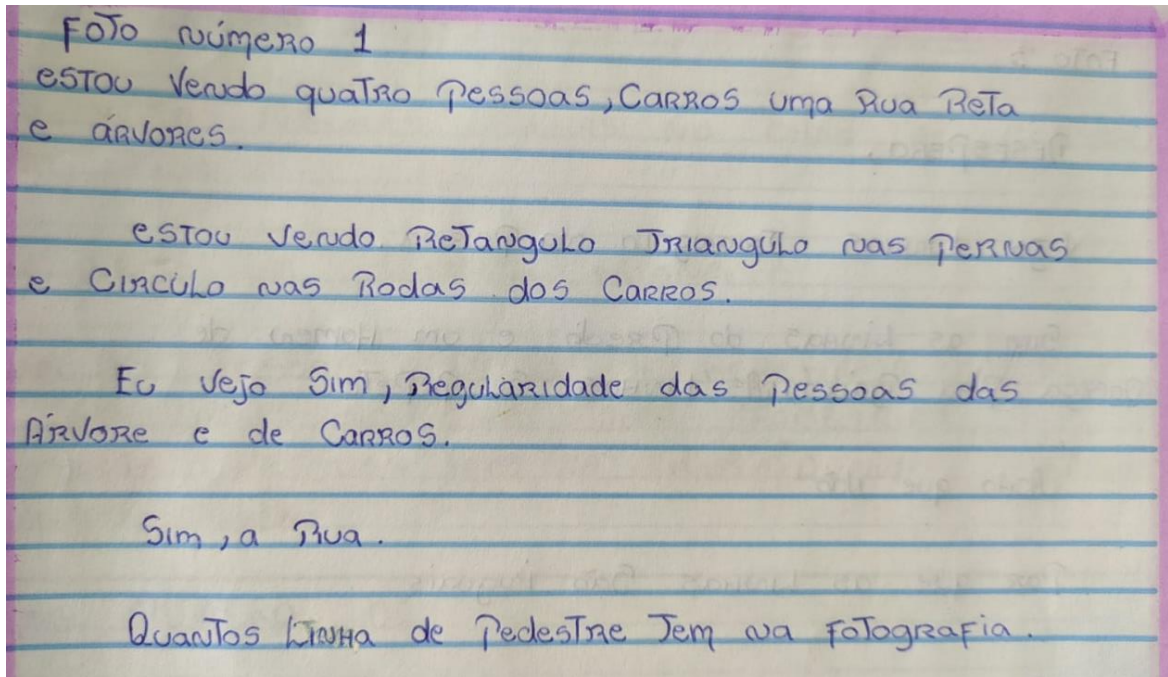 Foto número 1
estou vendo quatro pessoas, carros uma Rua Reta
e árvores.
estou vendo Retangulo Triangulo nas pernas
e Circulo nas Rodas dos Carros.
Eu vejo Sim, Regularidade das pessoas das
Árvore e de Carros.
Sim, a Rua.
Quantos Linha de pedestre Tem na fotografia.